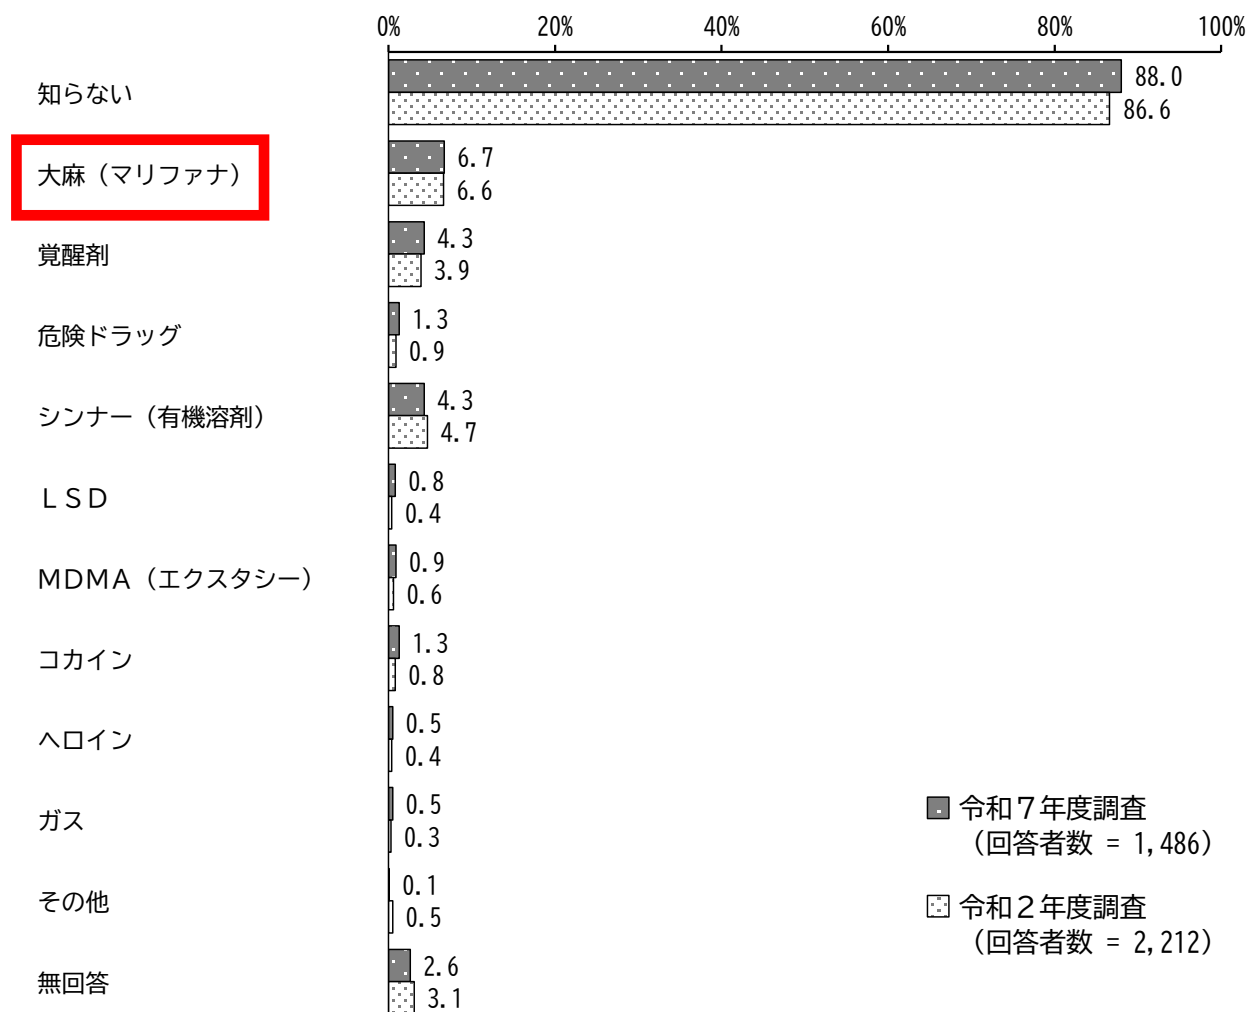 0% 20% 40% 60% 80% 100%
知らない
88.0
86.6
大麻（マリファナ）
6.7
6.6
覚醒剤
4.3
3.9
危険ドラッグ
1.3
0.9
シンナー（有機溶剤）
4.3
4.7
ＬＳＤ
0.8
0.4
ＭＤＭＡ（エクスタシー）
0.9
0.6
コカイン
1.3
0.8
ヘロイン
0.5
0.4
ガス
0.5
0.3
その他
0.1
0.5
無回答
2.6
3.1
令和７年度調査
（回答者数 = 1,486）
令和２年度調査
（回答者数 = 2,212）